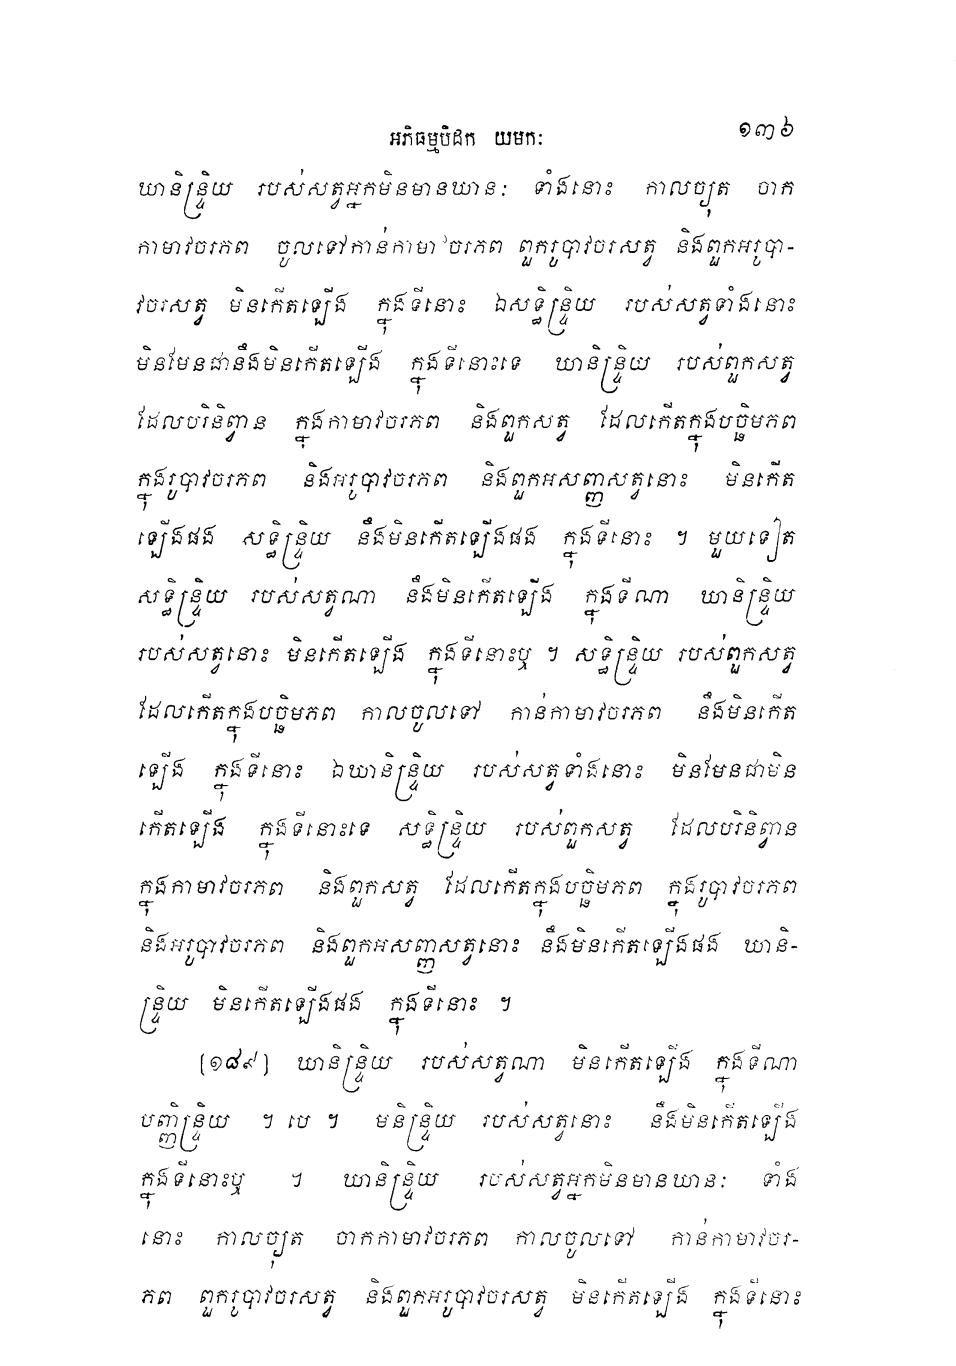 អភិធម្មបិដក យមកៈ ១៣៦
ឃានិន្ទ្រិយ របស់សត្វអ្នកមិនមានឃានៈ ទាំងនោះ កាលច្យុត ចាក
កាមាវចរភព ចូលទៅកាន់កាមាវចរភព ពួករូបាវចរសត្វ និងពួកអរូបា-
វចរសត្វ មិនកើតឡើង ក្នុងទីនោះ ឯសទ្ធិន្ទ្រិយ របស់សត្វទាំងនោះ
មិនមែនជានឹងមិនកើតឡើង ក្នុងទីនោះទេ ឃានិន្ទ្រិយ របស់ពួកសត្វ
ដែលបរិនិព្វាន ក្នុងកាមាវចរភព និងពួកសត្វ ដែលកើតក្នុងបច្ឆិមភព
ក្នុងរូបាវចរភព និងអរូបាវចរភព និងពួកអសញ្ញសត្វនោះ មិនកើត
ឡើងផង សទ្ធិន្ទ្រិយ នឹងមិនកើតឡើងផង ក្នុងទីនោះ ។ មួយទៀត
សទ្ធិន្ទ្រិយ របស់សត្វណា នឹងមិនកើតឡើង ក្នុងទីណា ឃានិន្ទ្រិយ
របស់សត្វនោះ មិនកើតឡើង ក្នុងទីនោះឬ ។ សទ្ធិន្ទ្រិយ របស់ពួកសត្វ
ដែលកើតក្នុងបច្ឆិមភព កាលចូលទៅ កាន់កាមាវចរភព នឹងមិនកើត
ឡើង ក្នុងទីនោះ ឯឃានិន្ទ្រិយ របស់សត្វទាំងនោះ មិនមែនជាមិន
កើតឡើង ក្នុងទីនោះទេ សទ្ធិន្ទ្រិយ របស់ពួកសត្វ ដែលបរិនិព្វាន
ក្នុងកាមាវចរភព និងពួកសត្វ ដែលកើតក្នុងបច្ឆិមភព ក្នុងរូបាវចរភព
និងអរូបាវចរភព និងពួកអសញ្ញសត្វនោះ នឹងមិនកើតឡើងផង ឃានិ-
ន្ទ្រិយ មិនកើតឡើងផង ក្នុងទីនោះ ។
(១៨៩) ឃានិន្ទ្រិយ របស់សត្វណា មិនកើតឡើង ក្នុងទីណា
បញ្ញិន្ទ្រិយ ។ បេ ។ មនិន្ទ្រិយ របស់សត្វនោះ នឹងមិនកើតឡើង
ក្នុងទីនោះឬ ។ ឃានិន្ទ្រិយ របស់សត្វអ្នកមិនមានឃានៈ ទាំង
នោះ កាលច្យុត ចាកកាមាវចរភព កាលចូលទៅ កាន់កាមាវចរ-
ភព ពួករូបាវចរសត្វ និងពួកអរូបាវចរសត្វ មិនកើតឡើង ក្នុងទីនោះ